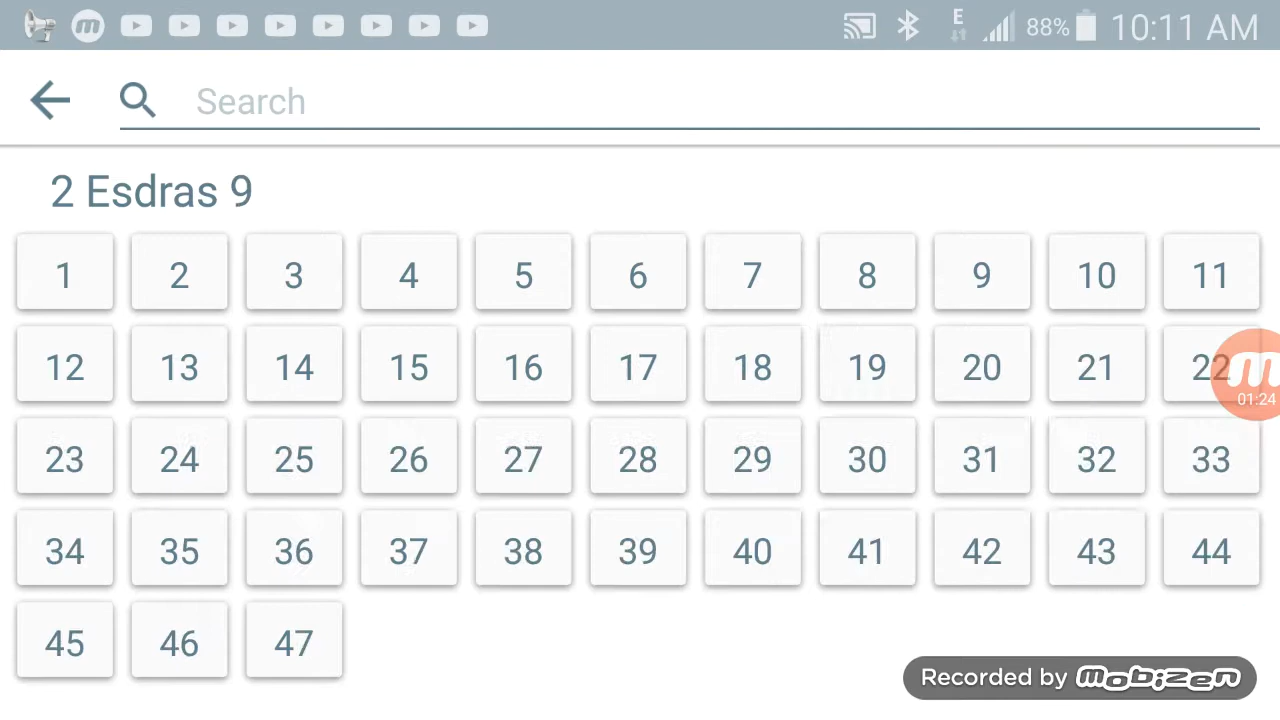 E 88% 10:11 AM
Search
2 Esdras 9
1 2 3 4 5 6 7 8 9 10 11
12 13 14 15 16 17 18 19 20 21 22
01:24
23 24 25 26 27 28 29 30 31 32 33
34 35 36 37 38 39 40 41 42 43 44
45 46 47
Recorded by mobizen